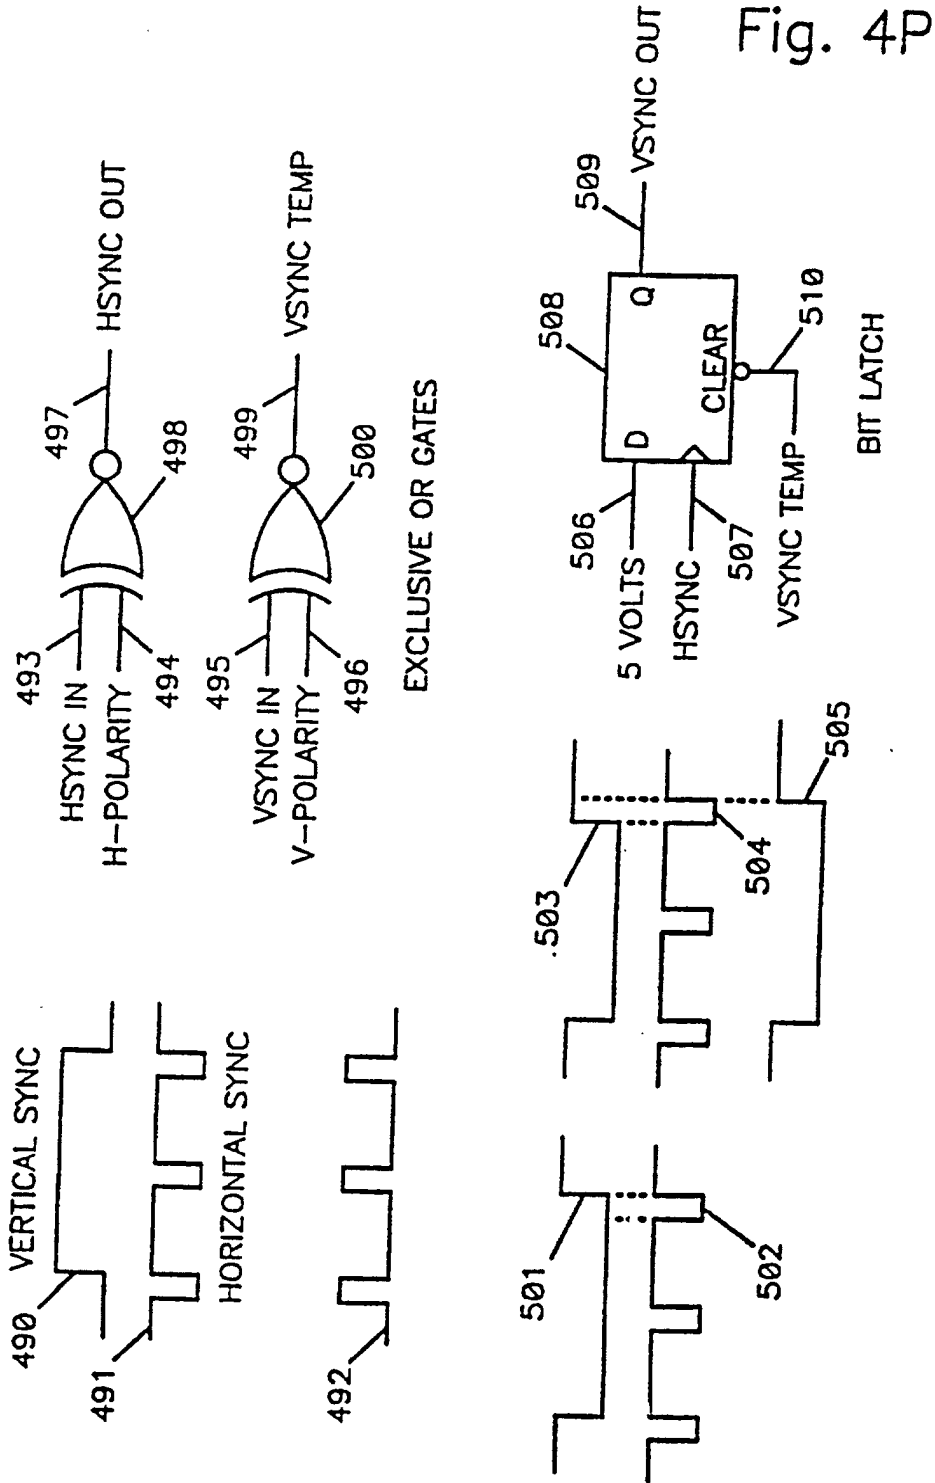 Fig. 4P
490
VERTICAL SYNC
491
HORIZONTAL SYNC
492
493
HSYNC IN
H-POLARITY
494
497
HSYNC OUT
498
495
VSYNC IN
V-POLARITY
496
499
VSYNC TEMP
500
EXCLUSIVE OR GATES
501
502
503
504
505
506
5 VOLTS
D
HSYNC
507
508
Q
509
VSYNC OUT
CLEAR
VSYNC TEMP
510
BIT LATCH